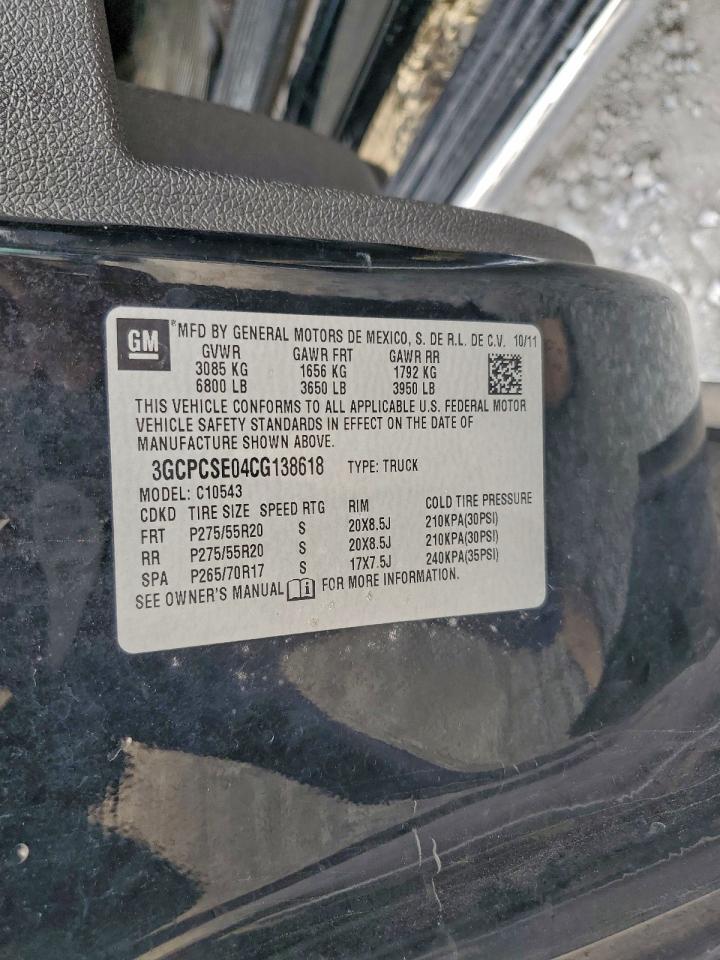 GM ® MFD BY GENERAL MOTORS DE MEXICO, S. DE R.L. DE C.V. 10/11
GVWR GAWR FRT GAWR RR
3085 KG 1656 KG 1792 KG
6800 LB 3650 LB 3950 LB
THIS VEHICLE CONFORMS TO ALL APPLICABLE U.S. FEDERAL MOTOR
VEHICLE SAFETY STANDARDS IN EFFECT ON THE DATE OF
MANUFACTURE SHOWN ABOVE.
3GCPCSE04CG138618 TYPE: TRUCK
MODEL: C10543
CDKD TIRE SIZE SPEED RTG RIM COLD TIRE PRESSURE
FRT P275/55R20 S 20X8.5J 210KPA(30PSI)
RR P275/55R20 S 20X8.5J 210KPA(30PSI)
SPA P265/70R17 S 17X7.5J 240KPA(35PSI)
SEE OWNER'S MANUAL i FOR MORE INFORMATION.